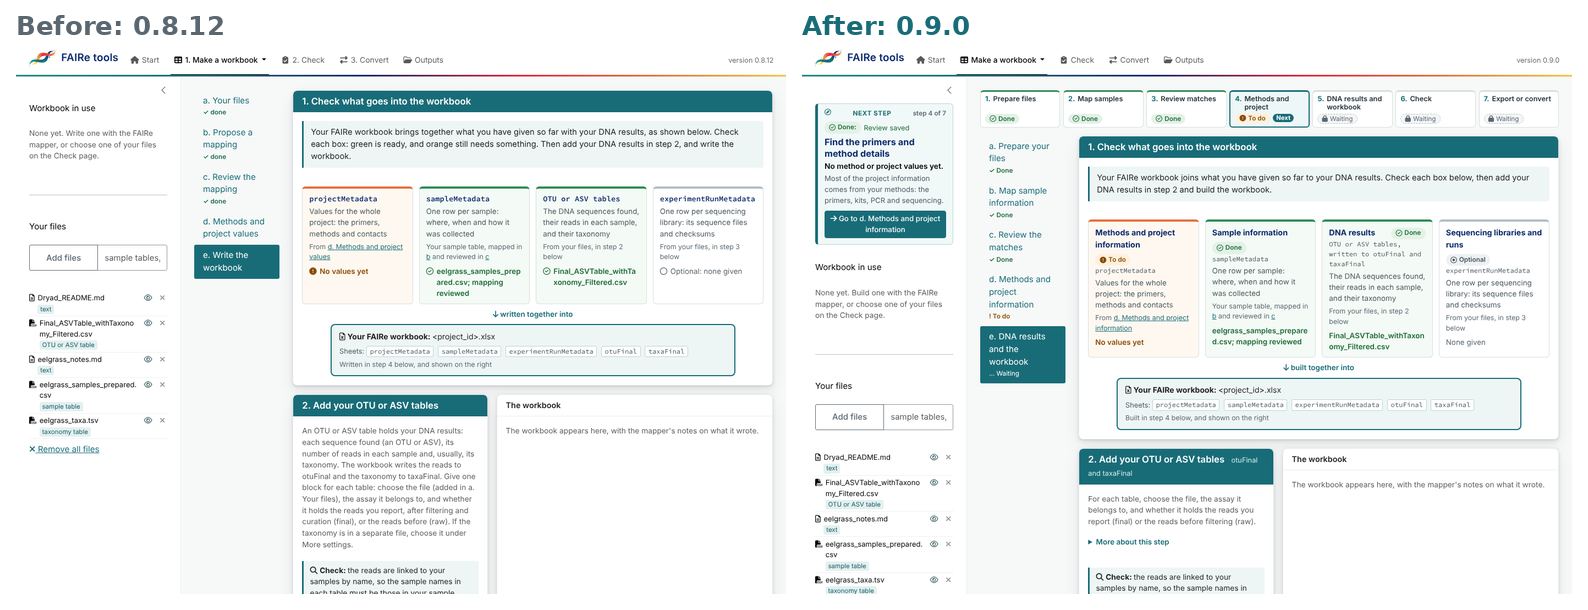 Before: 0.8.12
FAIRe tools
Start
1. Make a workbook
2. Check
3. Convert
Outputs
version 0.8.12
Workbook in use
None yet. Write one with the FAIRe
mapper, or choose one of your files
on the Check page.
Your files
Add files
sample tables,
Dryad_README.md
text
Final_ASVTable_withTaxono
my_Filtered.csv
OTU or ASV table
eelgrass_notes.md
text
eelgrass_samples_prepared.
csv
sample table
eelgrass_taxa.tsv
taxonomy table
Remove all files
a. Your files
✓ done
b. Propose a
mapping
✓ done
c. Review the
mapping
✓ done
d. Methods and
project values
e. Write the
workbook
1. Check what goes into the workbook
Your FAIRe workbook brings together what you have given so far with your DNA results, as shown below. Check
each box: green is ready, and orange still needs something. Then add your DNA results in step 2, and write the
workbook.
projectMetadata
Values for the whole
project: the primers,
methods and contacts
From d. Methods and project
values
No values yet
sampleMetadata
One row per sample:
where, when and how it
was collected
Your sample table, mapped in
b and reviewed in c
eelgrass_samples_prep
ared.csv; mapping
reviewed
OTU or ASV tables
The DNA sequences found,
their reads in each sample,
and their taxonomy
From your files, in step 2
below
Final_ASVTable_withTa
xonomy_Filtered.csv
experimentRunMetadata
One row per sequencing
library: its sequence files
and checksums
From your files, in step 3
below
Optional: none given
↓ written together into
Your FAIRe workbook: <project_id>.xlsx
Sheets: projectMetadata sampleMetadata experimentRunMetadata otuFinal taxaFinal
Written in step 4 below, and shown on the right
2. Add your OTU or ASV tables
An OTU or ASV table holds your DNA results:
each sequence found (an OTU or ASV), its
number of reads in each sample and, usually, its
taxonomy. The workbook writes the reads to
otuFinal and the taxonomy to taxaFinal. Give one
block for each table: choose the file (added in a.
Your files), the assay it belongs to, and whether
it holds the reads you report, after filtering and
curation (final), or the reads before (raw). If the
taxonomy is in a separate file, choose it under
More settings.
Check: the reads are linked to your
samples by name, so the sample names in
each table must be those in your sample
The workbook
The workbook appears here, with the mapper's notes on what it wrote.
After: 0.9.0
FAIRe tools
Start
Make a workbook
Check
Convert
Outputs
version 0.9.0
NEXT STEP
step 4 of 7
Done: Review saved
Find the primers and
method details
No method or project values yet.
Most of the project information
comes from your methods: the
primers, kits, PCR and sequencing.
→ Go to d. Methods and project
information
Workbook in use
None yet. Build one with the FAIRe
mapper, or choose one of your files
on the Check page.
Your files
Add files
sample tables,
Dryad_README.md
text
Final_ASVTable_withTaxono
my_Filtered.csv
OTU or ASV table
eelgrass_notes.md
text
eelgrass_samples_prepared.
csv
sample table
eelgrass_taxa.tsv
taxonomy table
1. Prepare files
Done
2. Map samples
Done
3. Review matches
Done
4. Methods and
project
To do
Next
5. DNA results and
workbook
Waiting
6. Check
Waiting
7. Export or convert
Waiting
a. Prepare your
files
✓ Done
b. Map sample
information
✓ Done
c. Review the
matches
✓ Done
d. Methods and
project
information
! To do
e. DNA results
and the
workbook
... Waiting
1. Check what goes into the workbook
Your FAIRe workbook joins what you have given so far to your DNA results. Check each box below, then add your
DNA results in step 2 and build the workbook.
Methods and project
information
To do
projectMetadata
Values for the whole
project: the primers,
methods and contacts
From d. Methods and project
information
No values yet
Sample information
Done
sampleMetadata
One row per sample:
where, when and how it
was collected
Your sample table, mapped in
b and reviewed in c
eelgrass_samples_prepare
d.csv; mapping reviewed
DNA results
Done
OTU or ASV tables,
written to otuFinal and
taxaFinal
The DNA sequences found,
their reads in each sample,
and their taxonomy
From your files, in step 2
below
Final_ASVTable_withTaxon
omy_Filtered.csv
Sequencing libraries and
runs
Optional
experimentRunMetadata
One row per sequencing
library: its sequence files
and checksums
From your files, in step 3
below
None given
↓ built together into
Your FAIRe workbook: <project_id>.xlsx
Sheets: projectMetadata sampleMetadata experimentRunMetadata otuFinal taxaFinal
Built in step 4 below, and shown on the right
2. Add your OTU or ASV tables otuFinal
and taxaFinal
For each table, choose the file, the assay it
belongs to, and whether it holds the reads you
report (final) or the reads before filtering (raw).
▸ More about this step
Check: the reads are linked to your
samples by name, so the sample names in
The workbook
The workbook appears here, with the mapper's notes on what it wrote.